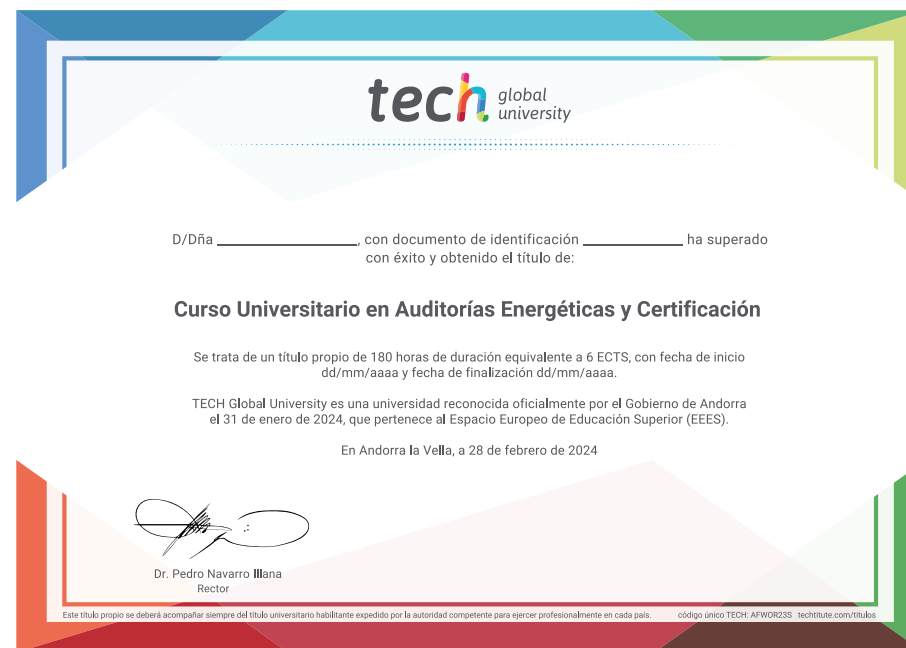 tech global university
D/Dña ____________________, con documento de identificación ______________ ha superado
con éxito y obtenido el título de:
Curso Universitario en Auditorías Energéticas y Certificación
Se trata de un título propio de 180 horas de duración equivalente a 6 ECTS, con fecha de inicio
dd/mm/aaaa y fecha de finalización dd/mm/aaaa.
TECH Global University es una universidad reconocida oficialmente por el Gobierno de Andorra
el 31 de enero de 2024, que pertenece al Espacio Europeo de Educación Superior (EEES).
En Andorra la Vella, a 28 de febrero de 2024
Dr. Pedro Navarro Illana
Rector
Este título propio se deberá acompañar siempre del título universitario habilitante expedido por la autoridad competente para ejercer profesionalmente en cada país. código único TECH: AFWOR23S techtitute.com/titulos